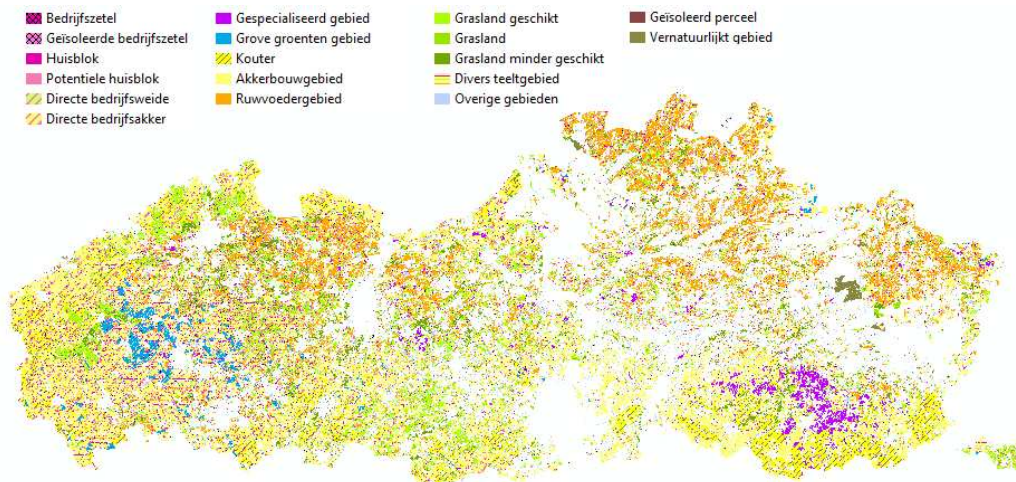 Bedrijfszetel
Geïsoleerde bedrijfszetel
Huisblok
Potentiele huisblok
Directe bedrijfsweide
Directe bedrijfsakker
Gespecialiseerd gebied
Grove groenten gebied
Kouter
Akkerbouwgebied
Ruwvoedergebied
Grasland geschikt
Grasland
Grasland minder geschikt
Divers teeltgebied
Overige gebieden
Geïsoleerd perceel
Vernatuurlijkt gebied